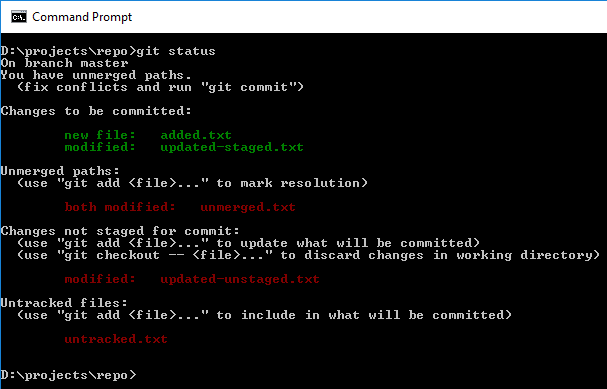 Command Prompt
D:\projects\repo>git status
On branch master
You have unmerged paths.
  (fix conflicts and run "git commit")
Changes to be committed:
        new file:   added.txt
        modified:   updated-staged.txt
Unmerged paths:
  (use "git add <file>..." to mark resolution)
        both modified:   unmerged.txt
Changes not staged for commit:
  (use "git add <file>..." to update what will be committed)
  (use "git checkout -- <file>..." to discard changes in working directory)
        modified:   updated-unstaged.txt
Untracked files:
  (use "git add <file>..." to include in what will be committed)
        untracked.txt
D:\projects\repo>